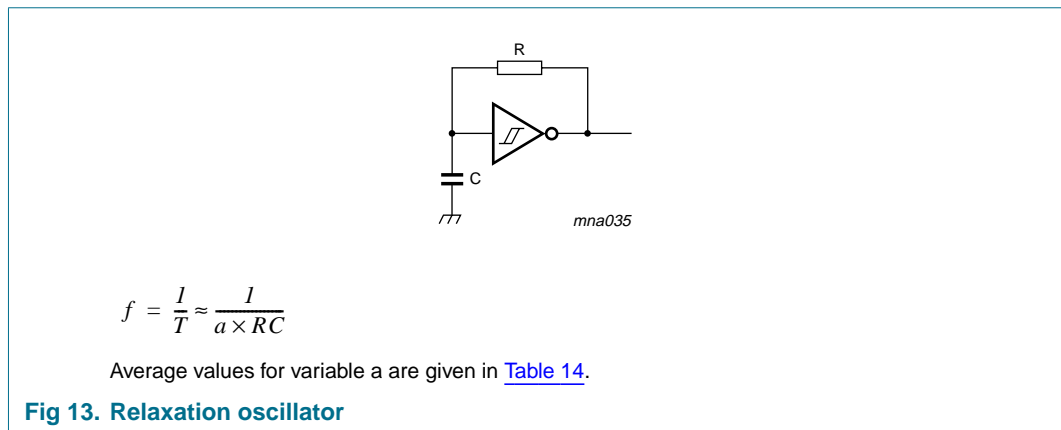 R
C
mna035
f = 1/T ≈ 1/(a × RC)
Average values for variable a are given in Table 14.
Fig 13. Relaxation oscillator